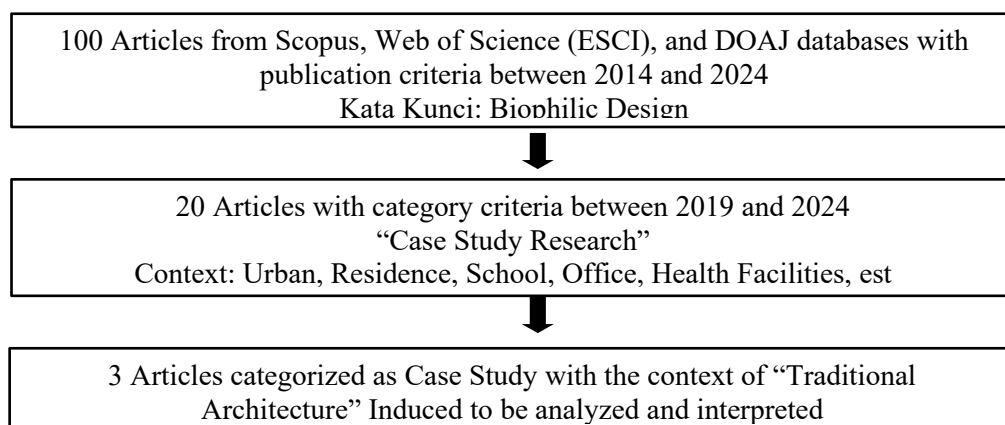 100 Articles from Scopus, Web of Science (ESCI), and DOAJ databases with
publication criteria between 2014 and 2024
Kata Kunci: Biophilic Design
20 Articles with category criteria between 2019 and 2024
“Case Study Research”
Context: Urban, Residence, School, Office, Health Facilities, est
3 Articles categorized as Case Study with the context of “Traditional
Architecture” Induced to be analyzed and interpreted